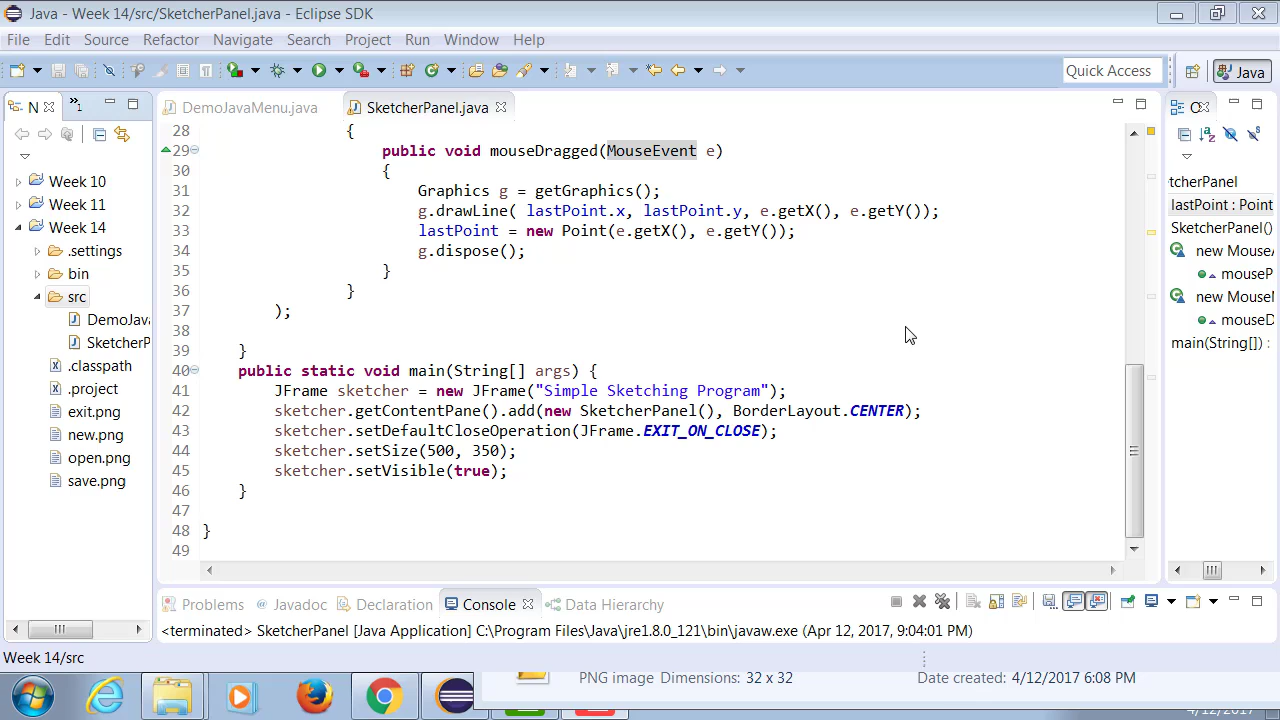 Java - Week 14/src/SketcherPanel.java - Eclipse SDK
File Edit Source Refactor Navigate Search Project Run Window Help
Quick Access
Java
N
DemoJavaMenu.java
SketcherPanel.java
Week 10
Week 11
Week 14
.settings
bin
src
DemoJava
SketcherP
.classpath
.project
exit.png
new.png
open.png
save.png
28 {
29 public void mouseDragged(MouseEvent e)
30 {
31 Graphics g = getGraphics();
32 g.drawLine( lastPoint.x, lastPoint.y, e.getX(), e.getY());
33 lastPoint = new Point(e.getX(), e.getY());
34 g.dispose();
35 }
36 }
37 );
38
39 }
40 public static void main(String[] args) {
41 JFrame sketcher = new JFrame("Simple Sketching Program");
42 sketcher.getContentPane().add(new SketcherPanel(), BorderLayout.CENTER);
43 sketcher.setDefaultCloseOperation(JFrame.EXIT_ON_CLOSE);
44 sketcher.setSize(500, 350);
45 sketcher.setVisible(true);
46 }
47
48 }
49
tcherPanel
lastPoint : Point
SketcherPanel()
new MouseA
mouseP
new MouseM
mouseD
main(String[]) :
Problems @ Javadoc Declaration Console Data Hierarchy
<terminated> SketcherPanel [Java Application] C:\Program Files\Java\jre1.8.0_121\bin\javaw.exe (Apr 12, 2017, 9:04:01 PM)
Week 14/src
PNG image Dimensions: 32 x 32
Date created: 4/12/2017 6:08 PM
4/12/2017